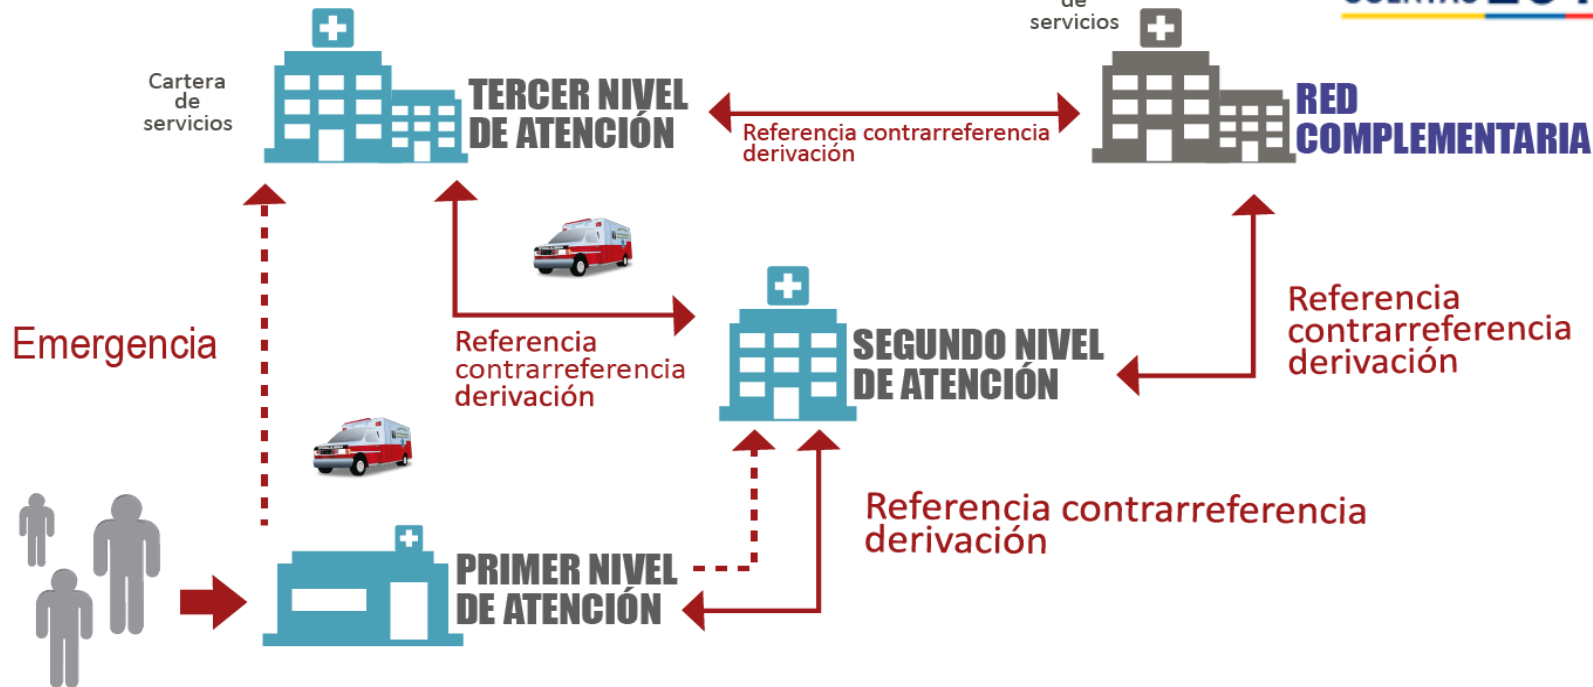 de
servicios
Cartera
de
servicios
TERCER NIVEL
DE ATENCIÓN
Referencia contrarreferencia
derivación
RED
COMPLEMENTARIA
Emergencia
Referencia
contrarreferencia
derivación
SEGUNDO NIVEL
DE ATENCIÓN
Referencia
contrarreferencia
derivación
Referencia contrarreferencia
derivación
PRIMER NIVEL
DE ATENCIÓN